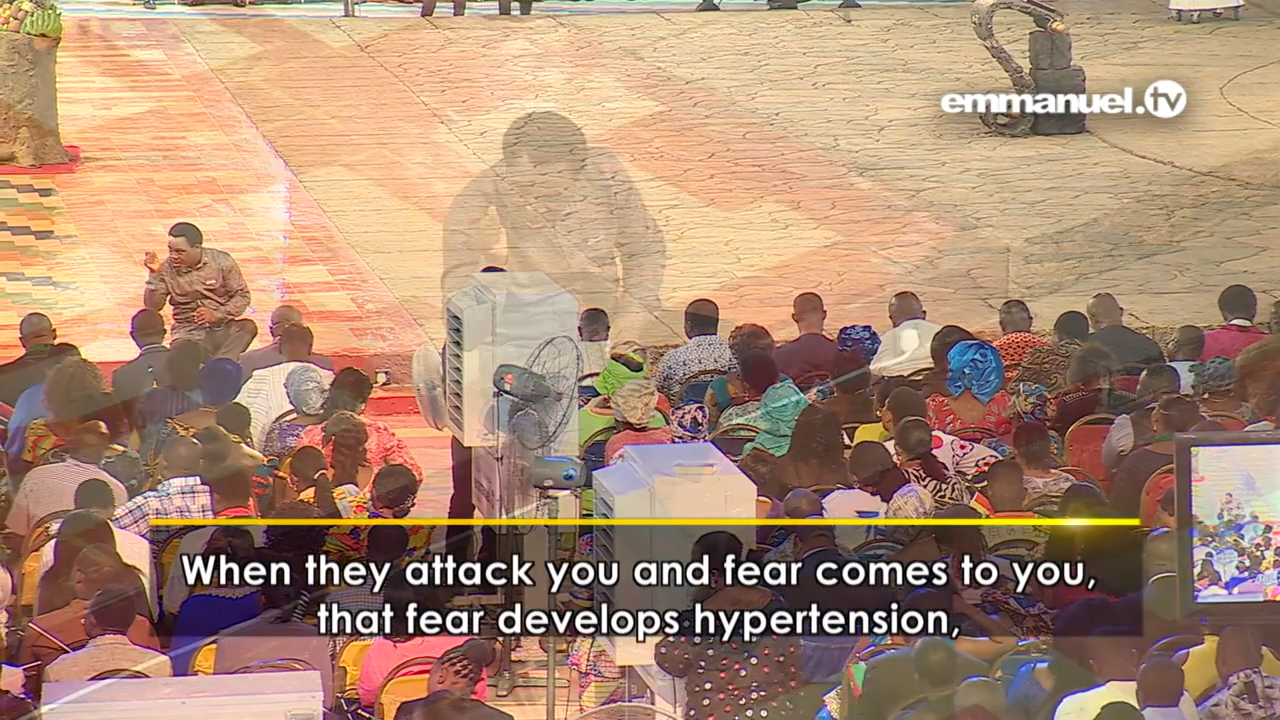 emmanuel.tv
When they attack you and fear comes to you,
that fear develops hypertension,